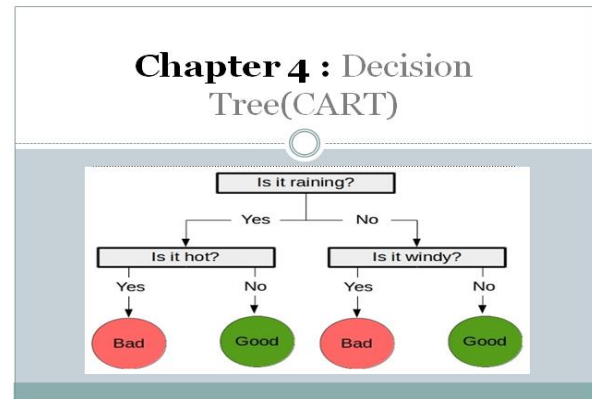 Chapter 4 : Decision
Tree(CART)
Is it raining?
Yes No
Is it hot? Is it windy?
Yes No Yes No
Bad Good Bad Good